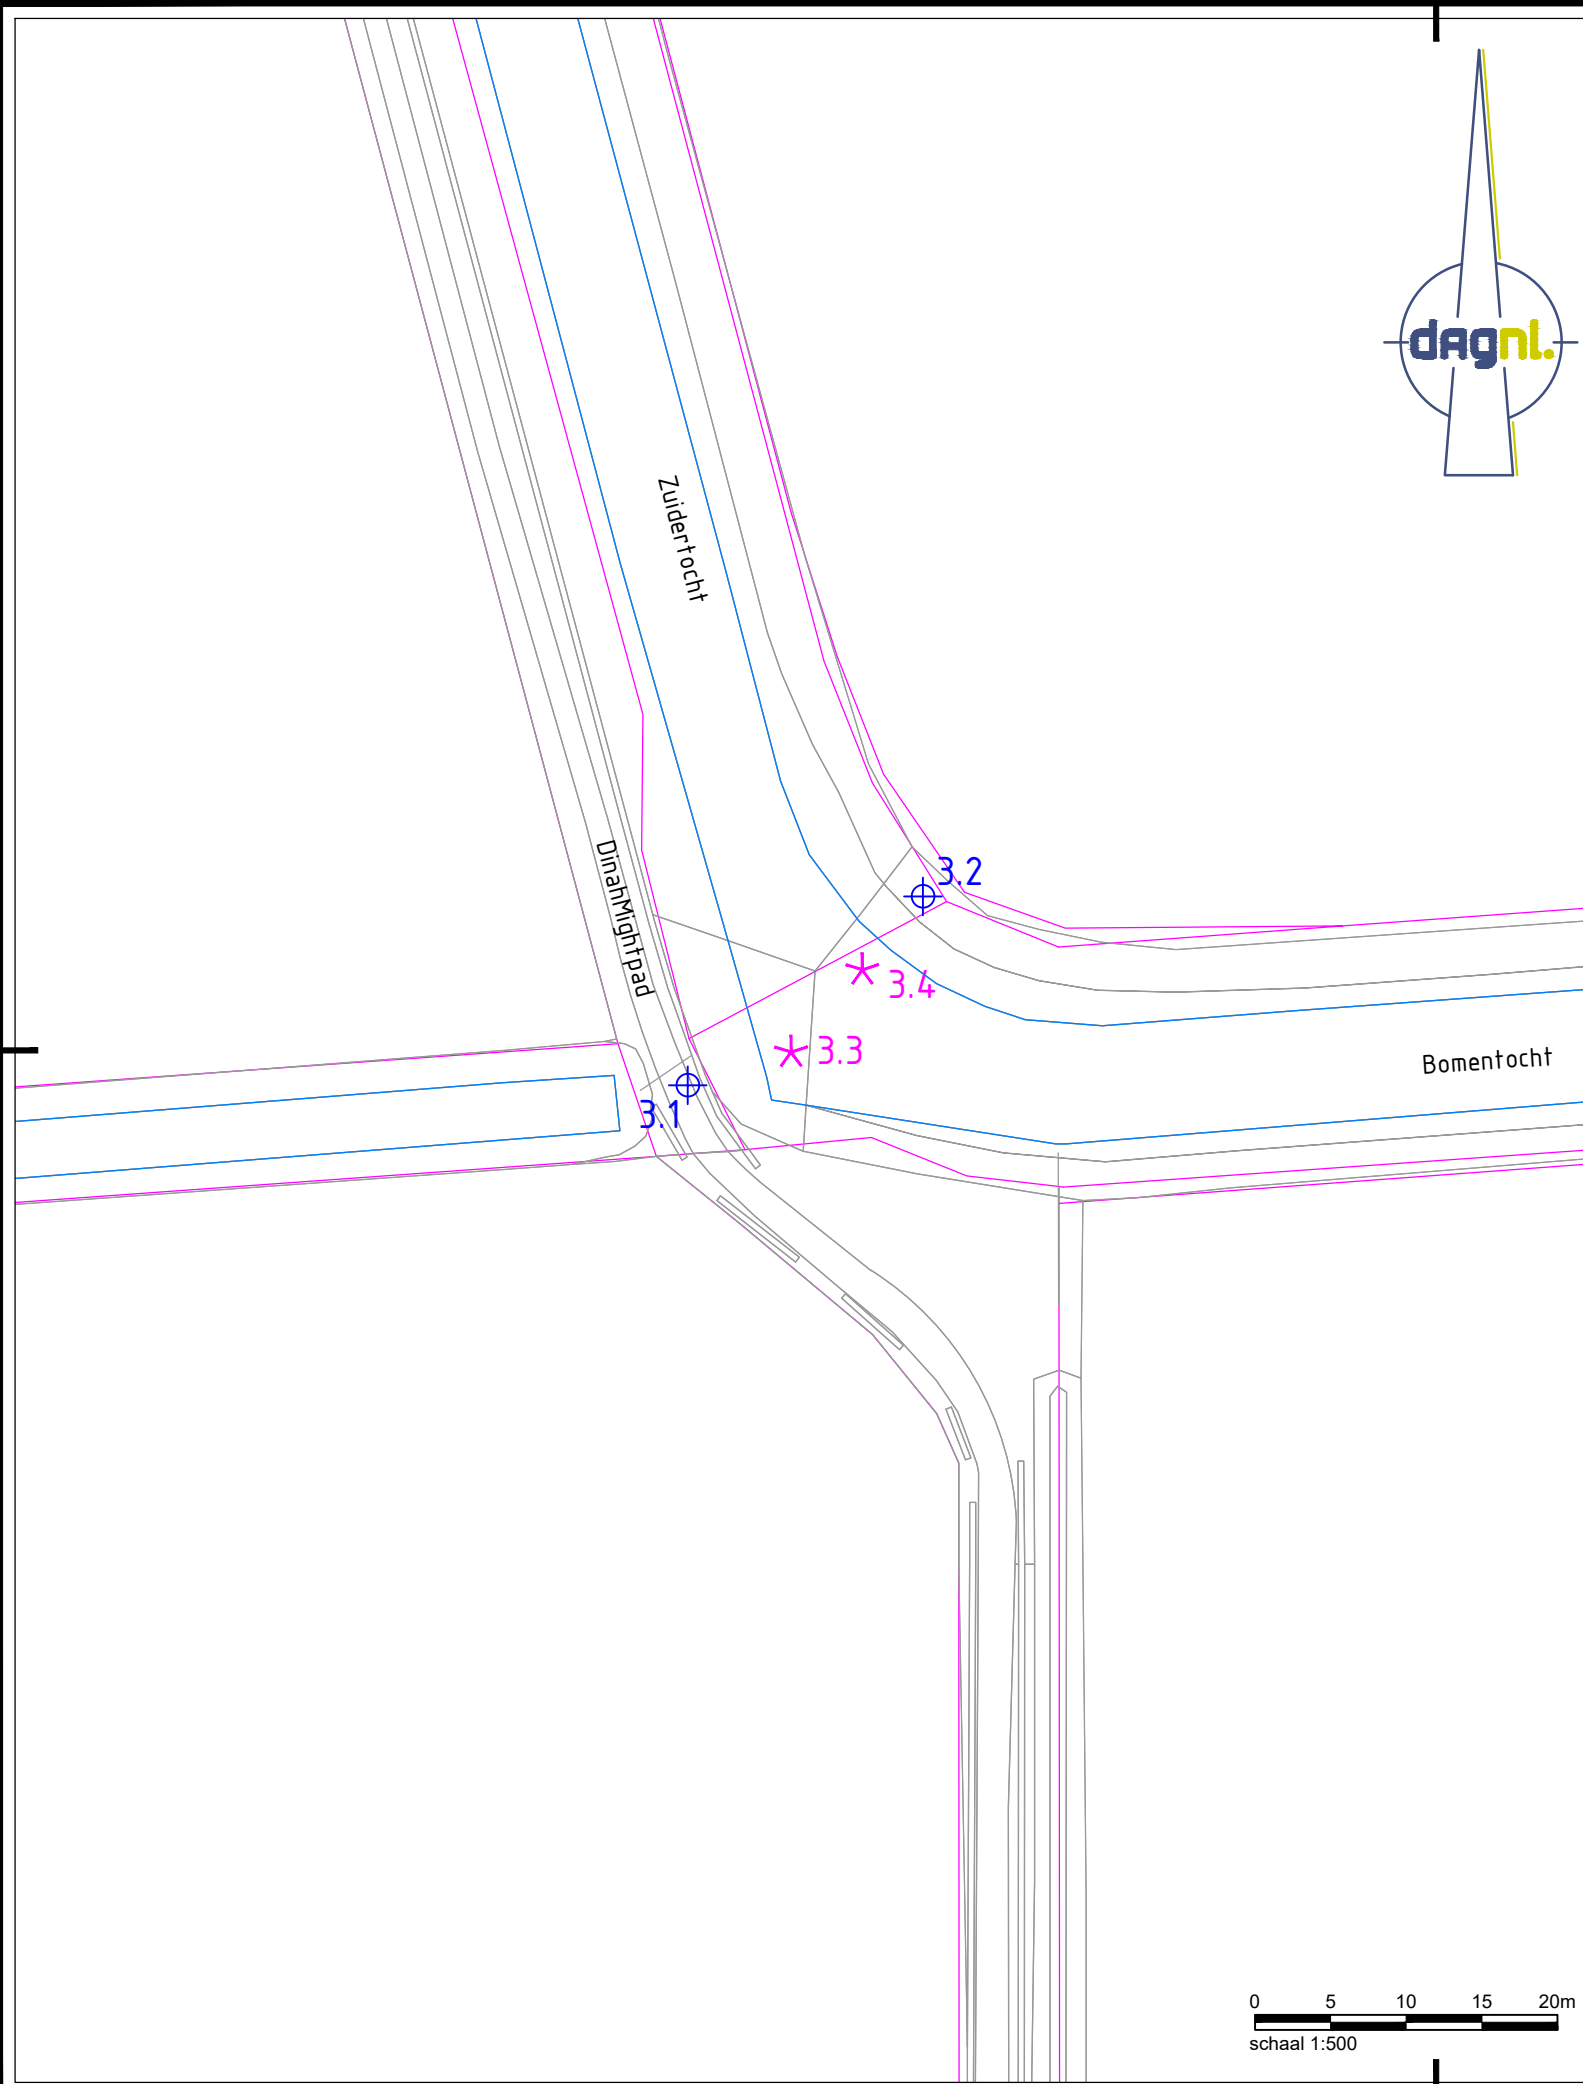 dagnl.
Zuidertocht
3.2
DinahMightpad
3.4
3.3
Bomentocht
3.1
0 5 10 15 20m
schaal 1:500